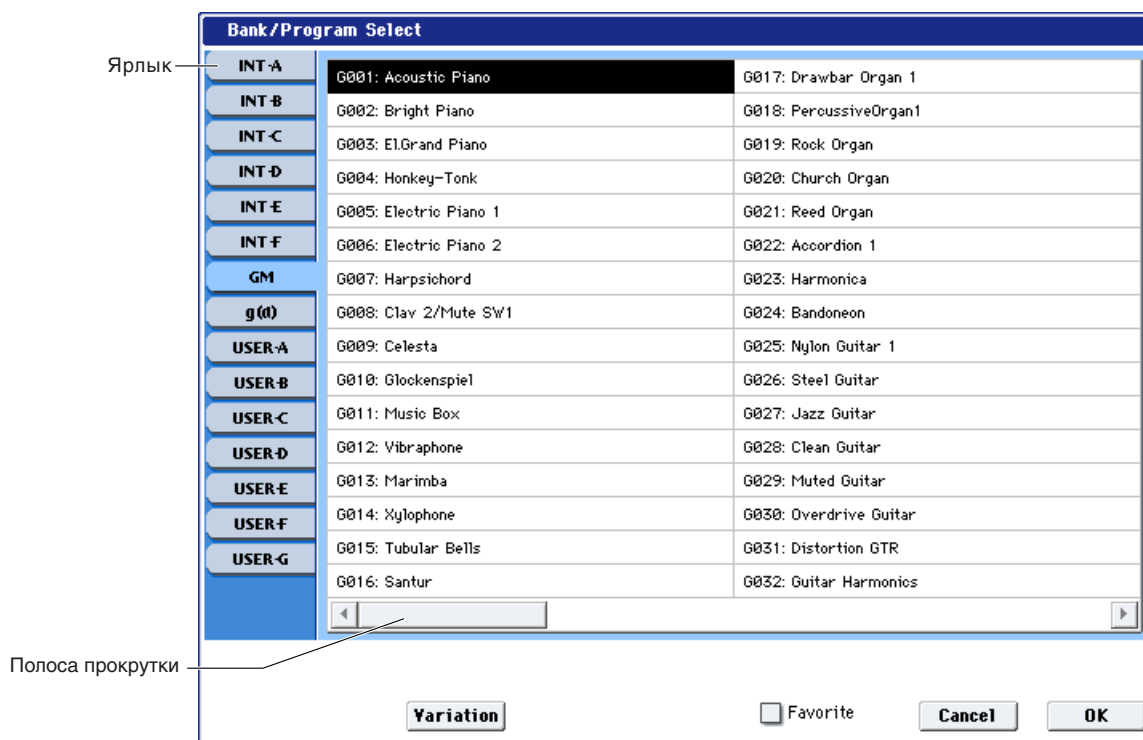 Bank/Program Select
Ярлык
INT-A
INT-B
INT-C
INT-D
INT-E
INT-F
GM
g(d)
USER-A
USER-B
USER-C
USER-D
USER-E
USER-F
USER-G
G001: Acoustic Piano
G002: Bright Piano
G003: El.Grand Piano
G004: Honkey-Tonk
G005: Electric Piano 1
G006: Electric Piano 2
G007: Harpsichord
G008: Clav 2/Mute SW1
G009: Celesta
G010: Glockenspiel
G011: Music Box
G012: Vibraphone
G013: Marimba
G014: Xylophone
G015: Tubular Bells
G016: Santur
G017: Drawbar Organ 1
G018: PercussiveOrgan1
G019: Rock Organ
G020: Church Organ
G021: Reed Organ
G022: Accordion 1
G023: Harmonica
G024: Bandoneon
G025: Nylon Guitar 1
G026: Steel Guitar
G027: Jazz Guitar
G028: Clean Guitar
G029: Muted Guitar
G030: Overdrive Guitar
G031: Distortion GTR
G032: Guitar Harmonics
Полоса прокрутки
Variation
Favorite
Cancel
OK